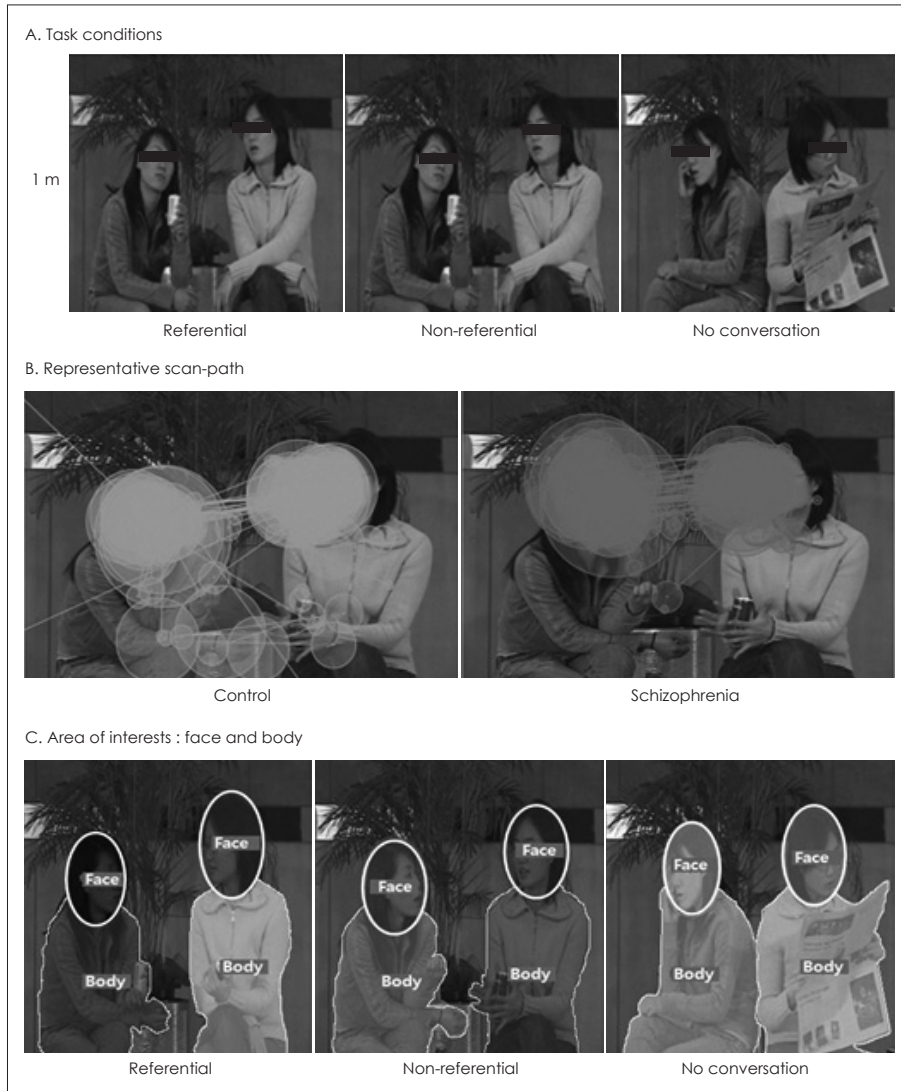 A. Task conditions
1 m
Referential
Non-referential
No conversation
B. Representative scan-path
Control
Schizophrenia
C. Area of interests : face and body
Face
Face
Body
Body
Face
Face
Body
Body
Face
Face
Body
Body
Referential
Non-referential
No conversation